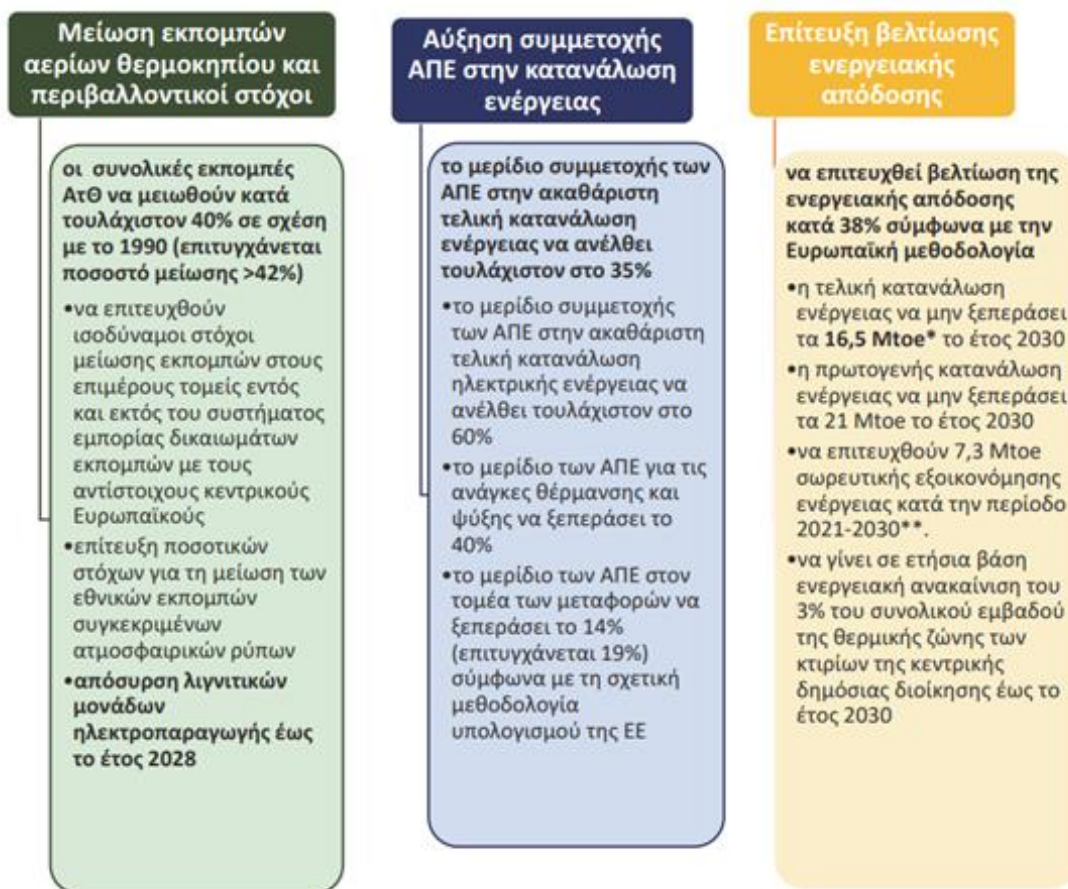 Μείωση εκπομπών
αερίων θερμοκηπίου και
περιβαλλοντικοί στόχοι
οι συνολικές εκπομπές
ΑτΘ να μειωθούν κατά
τουλάχιστον 40% σε σχέση
με το 1990 (επιτυγχάνεται
ποσοστό μείωσης >42%)
•να επιτευχθούν
ισοδύναμοι στόχοι
μείωσης εκπομπών στους
επιμέρους τομείς εντός
και εκτός του συστήματος
εμπορίας δικαιωμάτων
εκπομπών με τους
αντίστοιχους κεντρικούς
Ευρωπαϊκούς
•επίτευξη ποσοτικών
στόχων για τη μείωση των
εθνικών εκπομπών
συγκεκριμένων
ατμοσφαιρικών ρύπων
•απόσυρση λιγνιτικών
μονάδων
ηλεκτροπαραγωγής έως
το έτος 2028
Αύξηση συμμετοχής
ΑΠΕ στην κατανάλωση
ενέργειας
το μερίδιο συμμετοχής των
ΑΠΕ στην ακαθάριστη
τελική κατανάλωση
ενέργειας να ανέλθει
τουλάχιστον στο 35%
•το μερίδιο συμμετοχής
των ΑΠΕ στην ακαθάριστη
τελική κατανάλωση
ηλεκτρικής ενέργειας να
ανέλθει τουλάχιστον στο
60%
•το μερίδιο των ΑΠΕ για τις
ανάγκες θέρμανσης και
ψύξης να ξεπεράσει το
40%
•το μερίδιο των ΑΠΕ στον
τομέα των μεταφορών να
ξεπεράσει το 14%
(επιτυγχάνεται 19%)
σύμφωνα με τη σχετική
μεθοδολογία
υπολογισμού της ΕΕ
Επίτευξη βελτίωσης
ενεργειακής
απόδοσης
να επιτευχθεί βελτίωση της
ενεργειακής απόδοσης
κατά 38% σύμφωνα με την
Ευρωπαϊκή μεθοδολογία
•η τελική κατανάλωση
ενέργειας να μην ξεπεράσει
τα 16,5 Mtoe* το έτος 2030
•η πρωτογενής κατανάλωση
ενέργειας να μην ξεπεράσει
τα 21 Mtoe το έτος 2030
•να επιτευχθούν 7,3 Mtoe
σωρευτικής εξοικονόμησης
ενέργειας κατά την περίοδο
2021-2030**.
•να γίνει σε ετήσια βάση
ενεργειακή ανακαίνιση του
3% του συνολικού εμβαδού
της θερμικής ζώνης των
κτιρίων της κεντρικής
δημόσιας διοίκησης έως το
έτος 2030